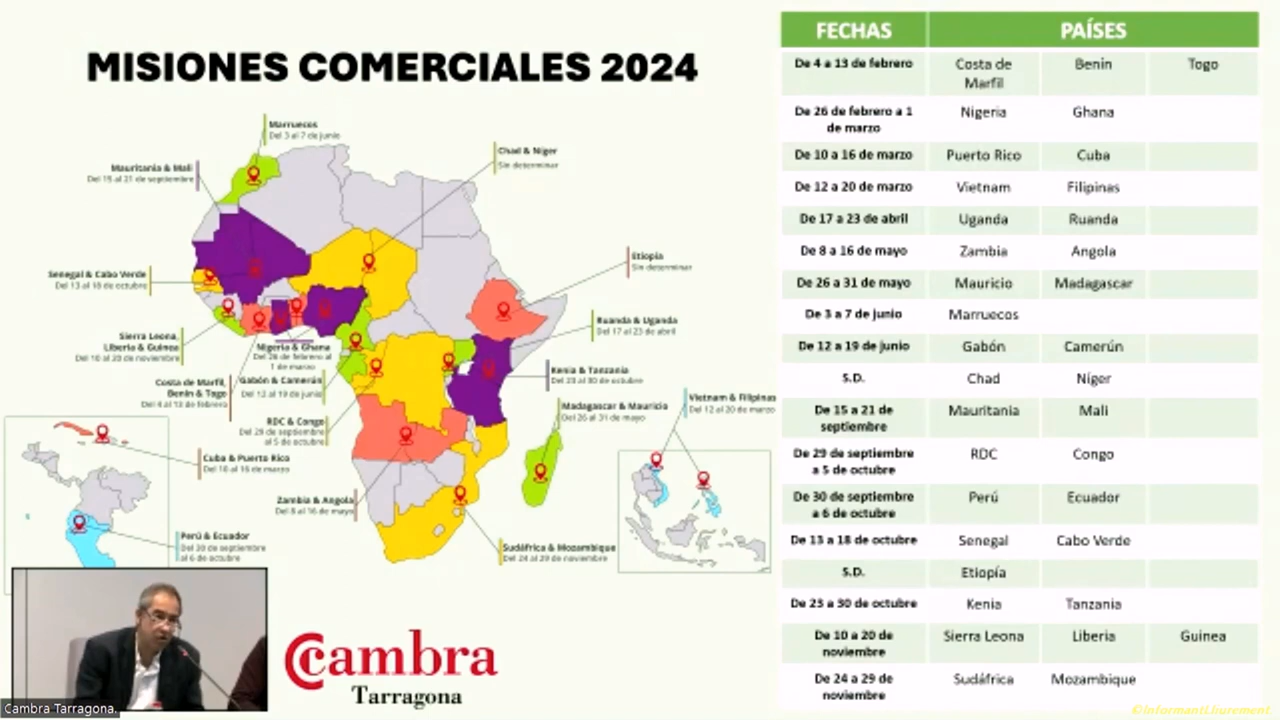 MISIONES COMERCIALES 2024
Marruecos
Del 3 al 7 de junio
Mauritania & Mali
Del 15 al 21 de septiembre
Chad & Niger
Sin determinar
Senegal & Cabo Verde
Del 13 al 18 de octubre
Etiopía
Sin determinar
Sierra Leona,
Liberia & Guinea
Del 10 al 20 de noviembre
Nigeria & Ghana
Del 26 de febrero al
1 de marzo
Ruanda & Uganda
Del 17 al 23 de abril
Costa de Marfil,
Benin & Togo
Del 4 al 13 de febrero
Gabón & Camerún
Del 12 al 19 de junio
Kenia & Tanzania
Del 23 al 30 de octubre
RDC & Congo
Del 29 de septiembre
al 5 de octubre
Madagascar & Mauricio
Del 26 al 31 de mayo
Vietnam & Filipinas
Del 12 al 20 de marzo
Cuba & Puerto Rico
Del 10 al 16 de marzo
Zambia & Angola
Del 8 al 16 de mayo
Perú & Ecuador
Del 30 de septiembre
al 6 de octubre
Sudáfrica & Mozambique
Del 24 al 29 de noviembre
Cambra
Tarragona
Cambra Tarragona.
FECHAS PAÍSES
De 4 a 13 de febrero Costa de Marfil Benin Togo
De 26 de febrero a 1 de marzo Nigeria Ghana
De 10 a 16 de marzo Puerto Rico Cuba
De 12 a 20 de marzo Vietnam Filipinas
De 17 a 23 de abril Uganda Ruanda
De 8 a 16 de mayo Zambia Angola
De 26 a 31 de mayo Mauricio Madagascar
De 3 a 7 de junio Marruecos
De 12 a 19 de junio Gabón Camerún
S.D. Chad Níger
De 15 a 21 de septiembre Mauritania Mali
De 29 de septiembre a 5 de octubre RDC Congo
De 30 de septiembre a 6 de octubre Perú Ecuador
De 13 a 18 de octubre Senegal Cabo Verde
S.D. Etiopía
De 23 a 30 de octubre Kenia Tanzania
De 10 a 20 de noviembre Sierra Leona Liberia Guinea
De 24 a 29 de noviembre Sudáfrica Mozambique
©InformantLliurement